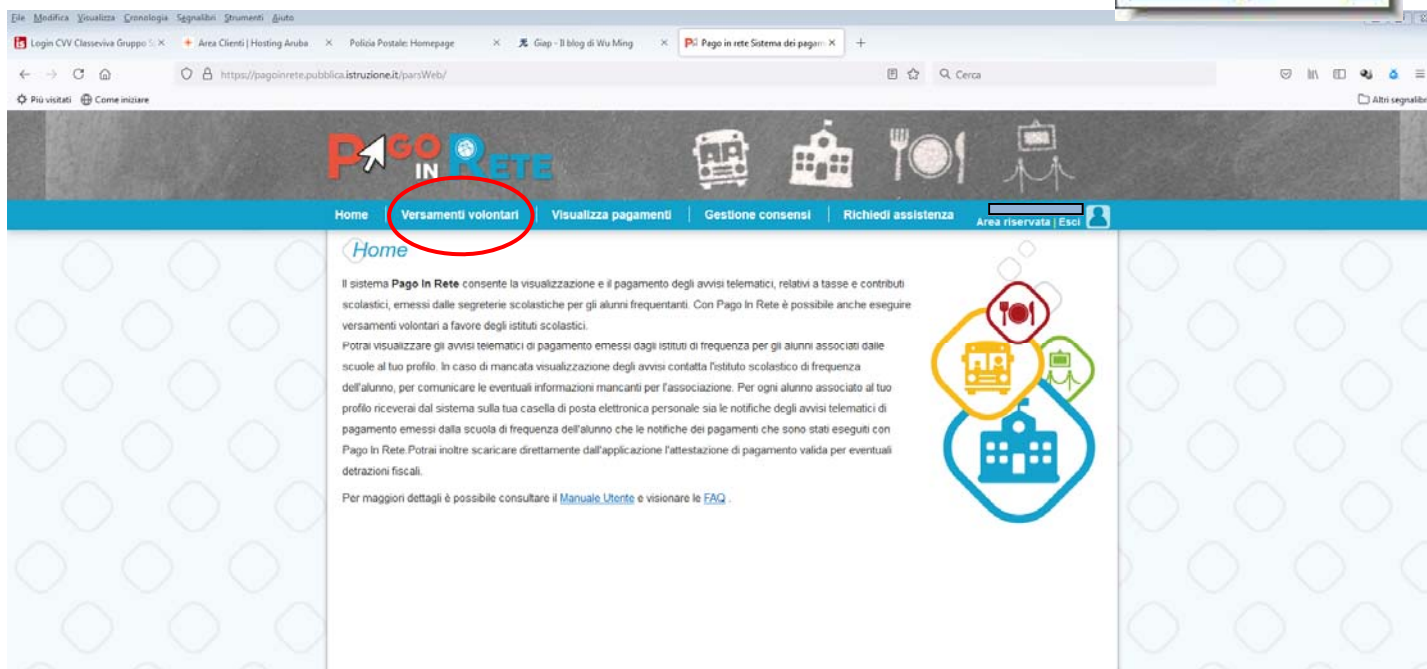 File Modifica Visualizza Cronologia Segnalibri Strumenti Aiuto
Login CVV Classeviva Gruppo S
Area Clienti | Hosting Aruba
Polizia Postale: Homepage
Giap - Il blog di Wu Ming
Pago in rete Sistema dei pagam
https://pagoinrete.pubblica.istruzione.it/parsWeb/
Cerca
Più visitati Come iniziare
Altri segnalibri
PAGO IN RETE
Home Versamenti volontari Visualizza pagamenti Gestione consensi Richiedi assistenza Area riservata | Esci
Home
Il sistema Pago In Rete consente la visualizzazione e il pagamento degli avvisi telematici, relativi a tasse e contributi
scolastici, emessi dalle segreterie scolastiche per gli alunni frequentanti. Con Pago In Rete è possibile anche eseguire
versamenti volontari a favore degli istituti scolastici.
Potrai visualizzare gli avvisi telematici di pagamento emessi dagli istituti di frequenza per gli alunni associati dalle
scuole al tuo profilo. In caso di mancata visualizzazione degli avvisi contatta l'istituto scolastico di frequenza
dell'alunno, per comunicare le eventuali informazioni mancanti per l'associazione. Per ogni alunno associato al tuo
profilo riceverai dal sistema sulla tua casella di posta elettronica personale sia le notifiche degli avvisi telematici di
pagamento emessi dalla scuola di frequenza dell'alunno che le notifiche dei pagamenti che sono stati eseguiti con
Pago In Rete.Potrai inoltre scaricare direttamente dall'applicazione l'attestazione di pagamento valida per eventuali
detrazioni fiscali.
Per maggiori dettagli è possibile consultare il Manuale Utente e visionare le FAQ .